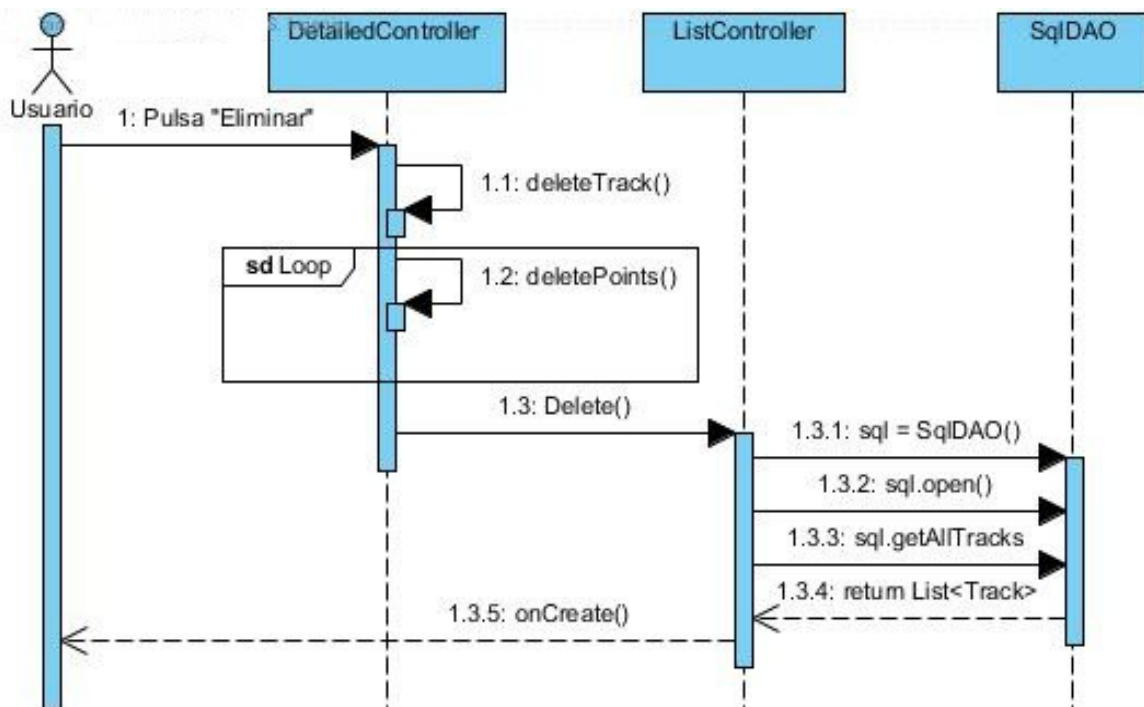 DetailedController
ListController
SqlDAO
Usuario
1: Pulsa "Eliminar"
1.1: deleteTrack()
sd Loop
1.2: deletePoints()
1.3: Delete()
1.3.1: sql = SqlDAO()
1.3.2: sql.open()
1.3.3: sql.getAllTracks
1.3.4: return List<Track>
1.3.5: onCreate()